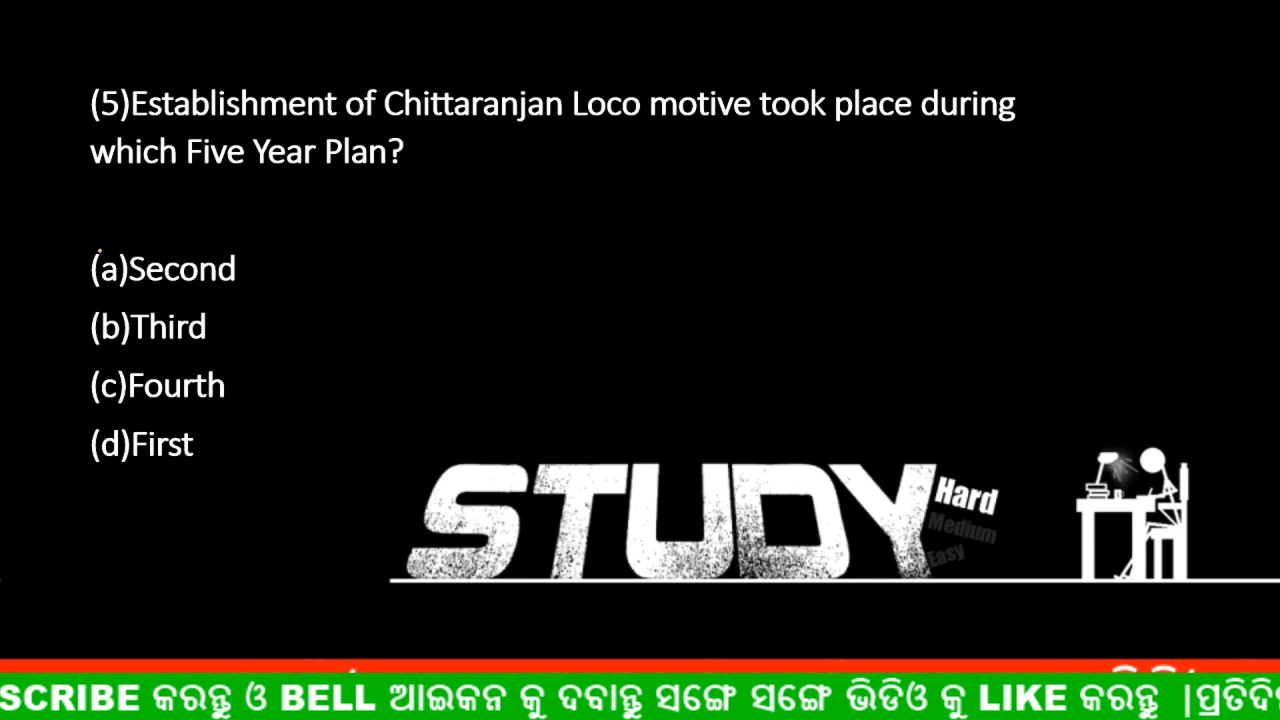 (5)Establishment of Chittaranjan Loco motive took place during
which Five Year Plan?
(a)Second
(b)Third
(c)Fourth
(d)First
STUDY Hard
Medium
Easy
SCRIBE କରନ୍ତୁ ଓ BELL ଆଇକନ କୁ ଦବାନ୍ତୁ ସଙ୍ଗେ ସଙ୍ଗେ ଭିଡିଓ କୁ LIKE କରନ୍ତୁ |